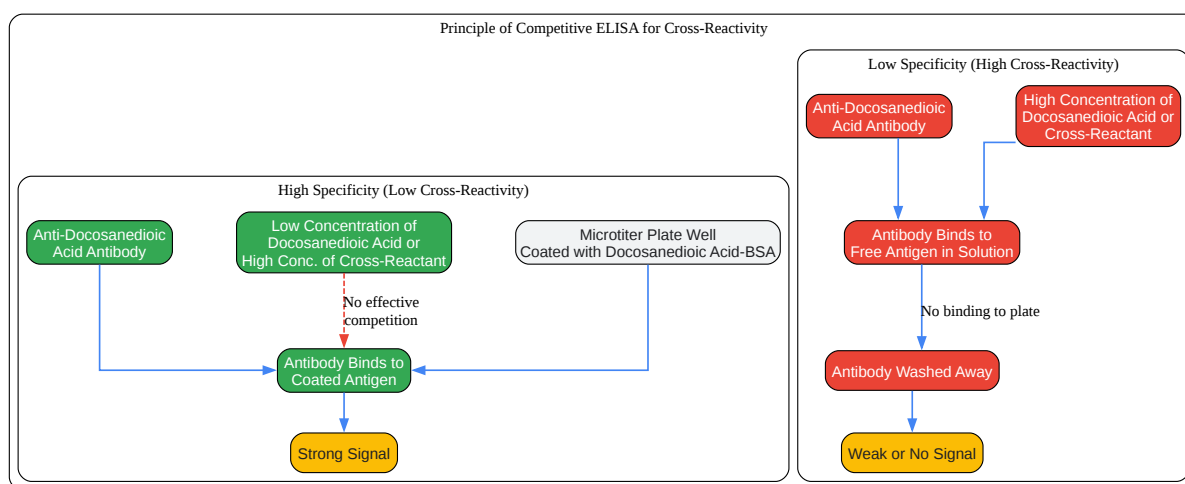 Principle of Competitive ELISA for Cross-Reactivity
High Specificity (Low Cross-Reactivity)
Anti-Docosanedioic
Acid Antibody
Low Concentration of
Docosanedioic Acid or
High Conc. of Cross-Reactant
Microtiter Plate Well
Coated with Docosanedioic Acid-BSA
No effective
competition
Antibody Binds to
Coated Antigen
Strong Signal
Low Specificity (High Cross-Reactivity)
Anti-Docosanedioic
Acid Antibody
High Concentration of
Docosanedioic Acid or
Cross-Reactant
Antibody Binds to
Free Antigen in Solution
No binding to plate
Antibody Washed Away
Weak or No Signal